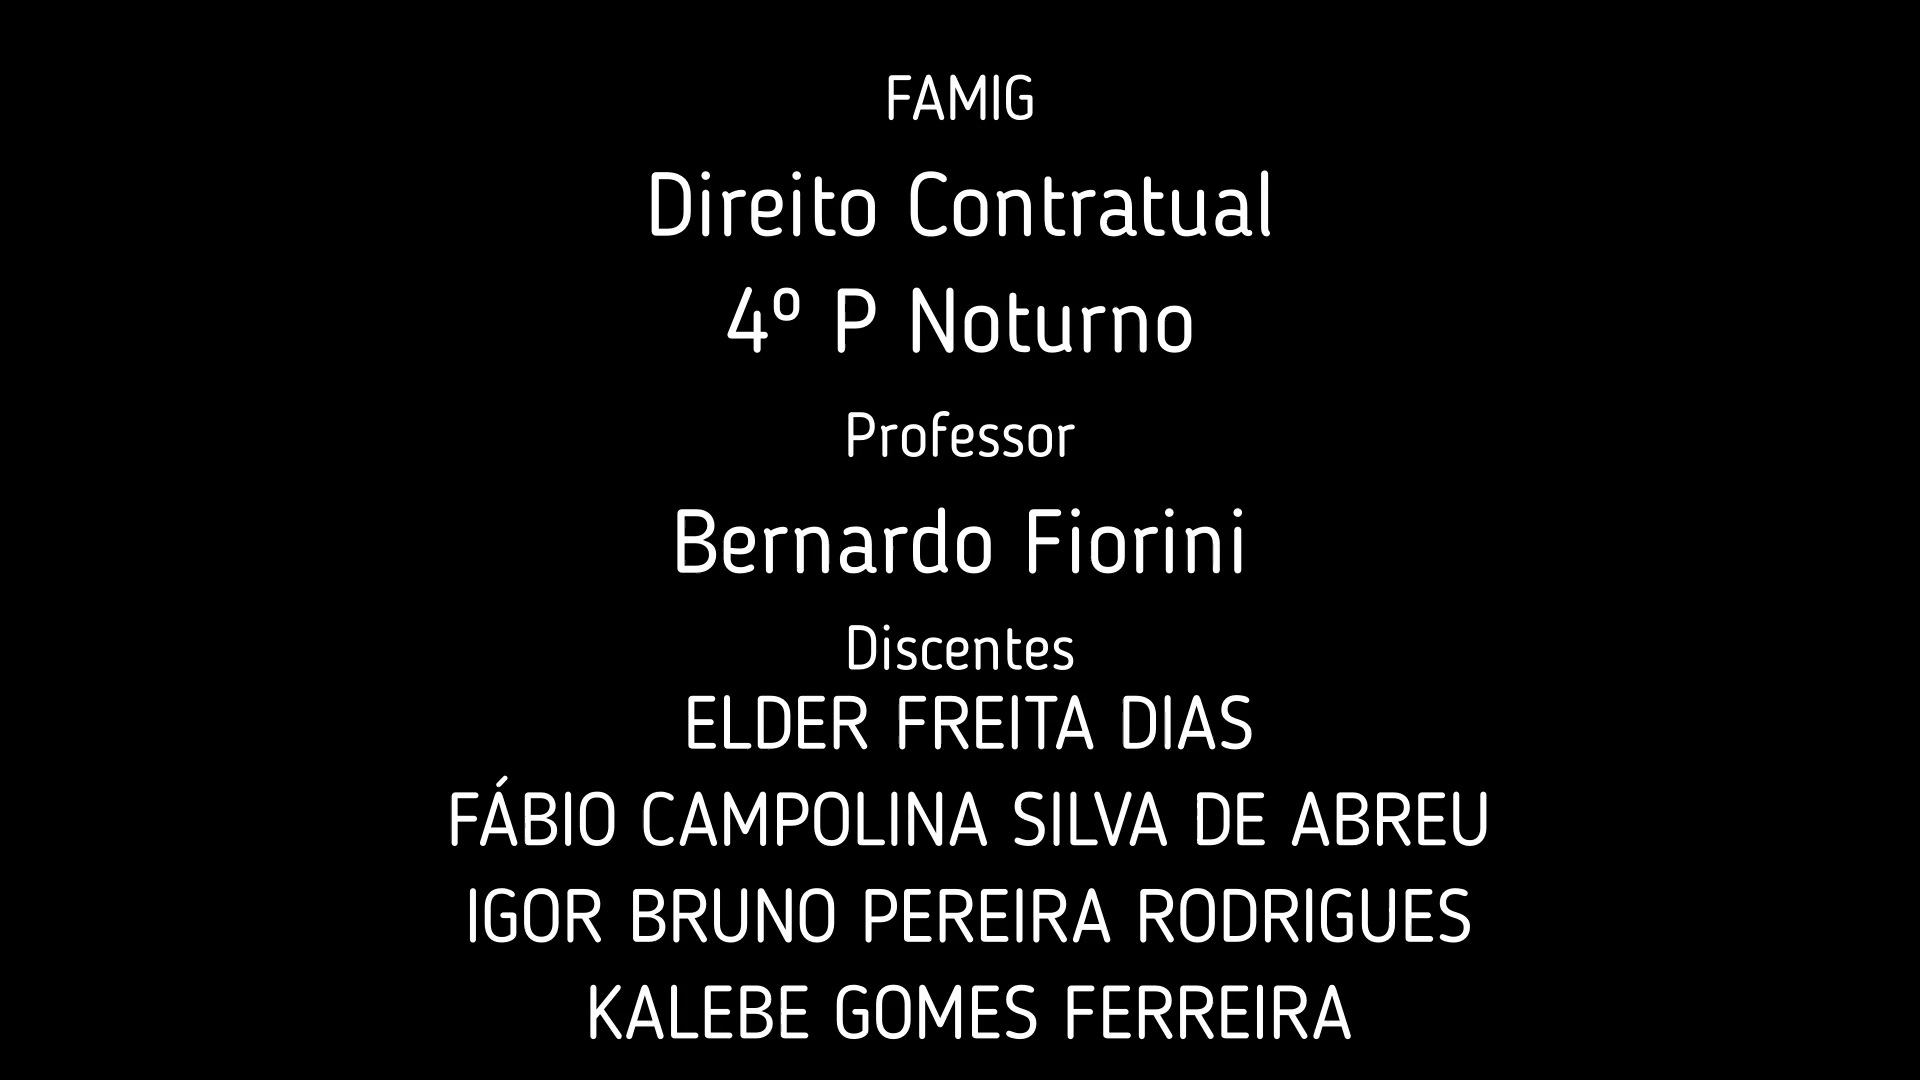 FAMIG
Direito Contratual
4º P Noturno
Professor
Bernardo Fiorini
Discentes
ELDER FREITA DIAS
FÁBIO CAMPOLINA SILVA DE ABREU
IGOR BRUNO PEREIRA RODRIGUES
KALEBE GOMES FERREIRA